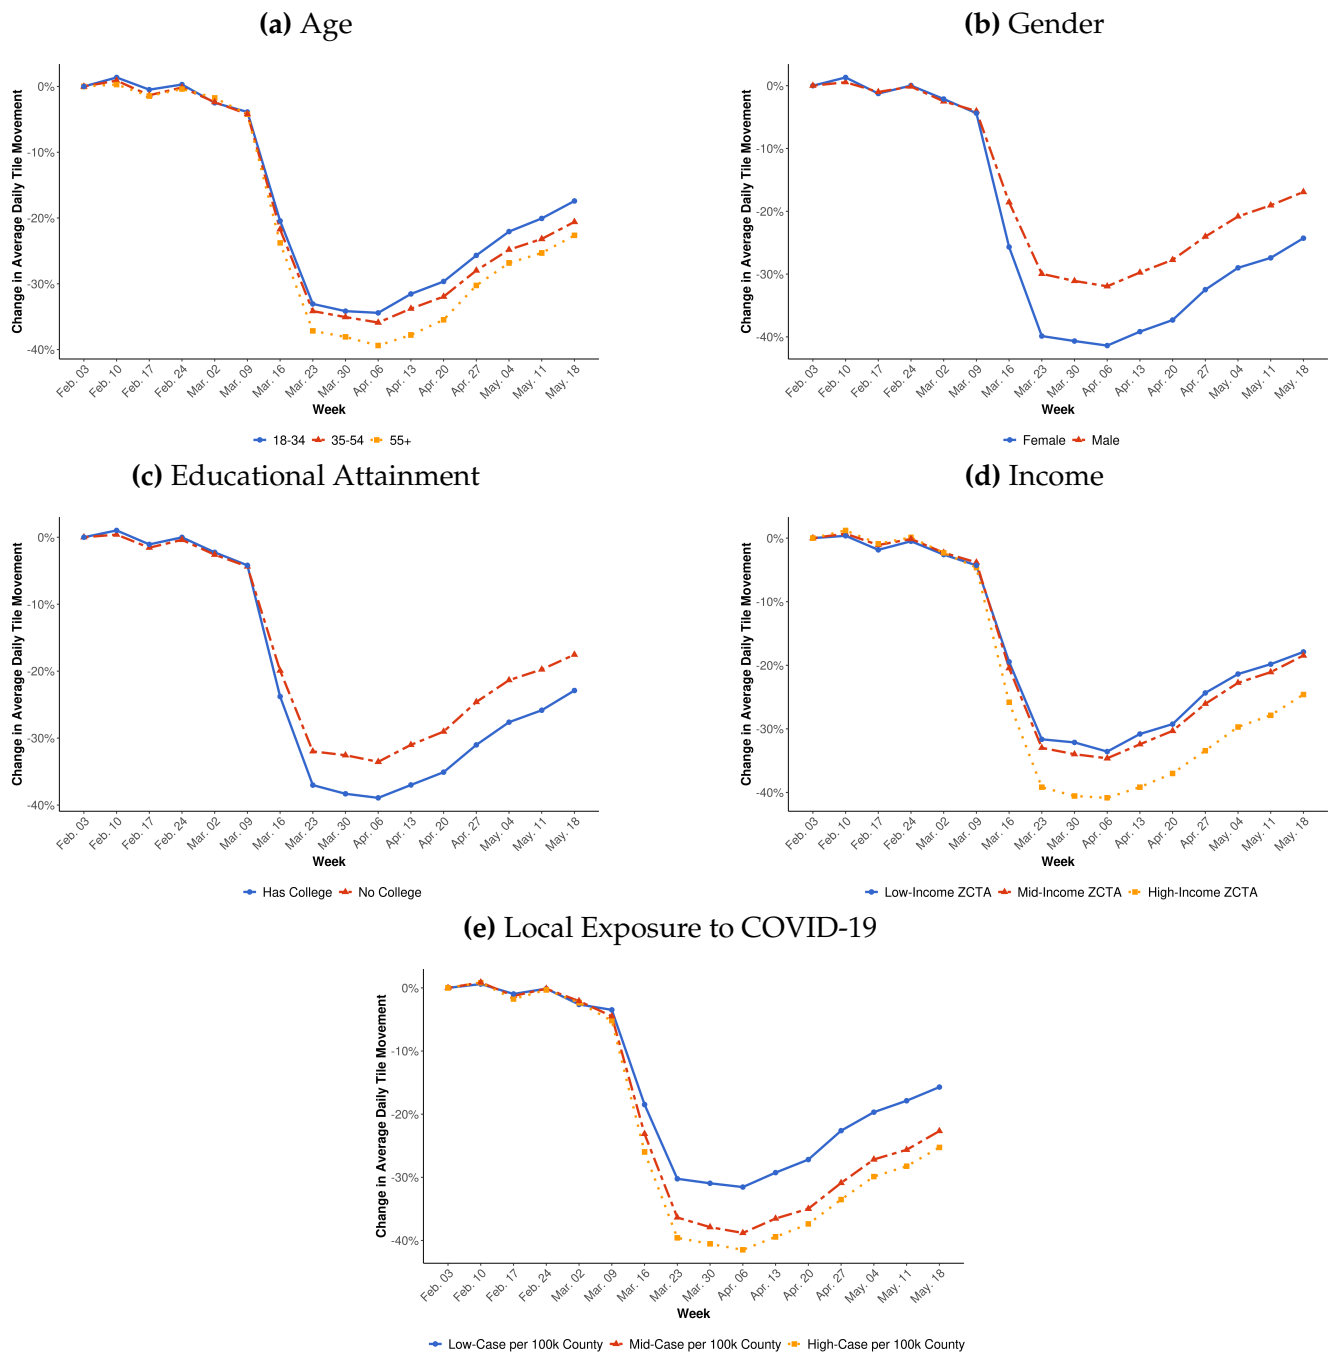 (a) Age
Change in Average Daily Tile Movement
0%
-10%
-20%
-30%
-40%
Feb. 03
Feb. 10
Feb. 17
Feb. 24
Mar. 02
Mar. 09
Mar. 16
Mar. 23
Mar. 30
Apr. 06
Apr. 13
Apr. 20
Apr. 27
May. 04
May. 11
May. 18
Week
18-34 35-54 55+
(b) Gender
Change in Average Daily Tile Movement
0%
-10%
-20%
-30%
-40%
Feb. 03
Feb. 10
Feb. 17
Feb. 24
Mar. 02
Mar. 09
Mar. 16
Mar. 23
Mar. 30
Apr. 06
Apr. 13
Apr. 20
Apr. 27
May. 04
May. 11
May. 18
Week
Female Male
(c) Educational Attainment
Change in Average Daily Tile Movement
0%
-10%
-20%
-30%
-40%
Feb. 03
Feb. 10
Feb. 17
Feb. 24
Mar. 02
Mar. 09
Mar. 16
Mar. 23
Mar. 30
Apr. 06
Apr. 13
Apr. 20
Apr. 27
May. 04
May. 11
May. 18
Week
Has College No College
(d) Income
Change in Average Daily Tile Movement
0%
-10%
-20%
-30%
-40%
Feb. 03
Feb. 10
Feb. 17
Feb. 24
Mar. 02
Mar. 09
Mar. 16
Mar. 23
Mar. 30
Apr. 06
Apr. 13
Apr. 20
Apr. 27
May. 04
May. 11
May. 18
Week
Low-Income ZCTA Mid-Income ZCTA High-Income ZCTA
(e) Local Exposure to COVID-19
Change in Average Daily Tile Movement
0%
-10%
-20%
-30%
-40%
Feb. 03
Feb. 10
Feb. 17
Feb. 24
Mar. 02
Mar. 09
Mar. 16
Mar. 23
Mar. 30
Apr. 06
Apr. 13
Apr. 20
Apr. 27
May. 04
May. 11
May. 18
Week
Low-Case per 100k County Mid-Case per 100k County High-Case per 100k County